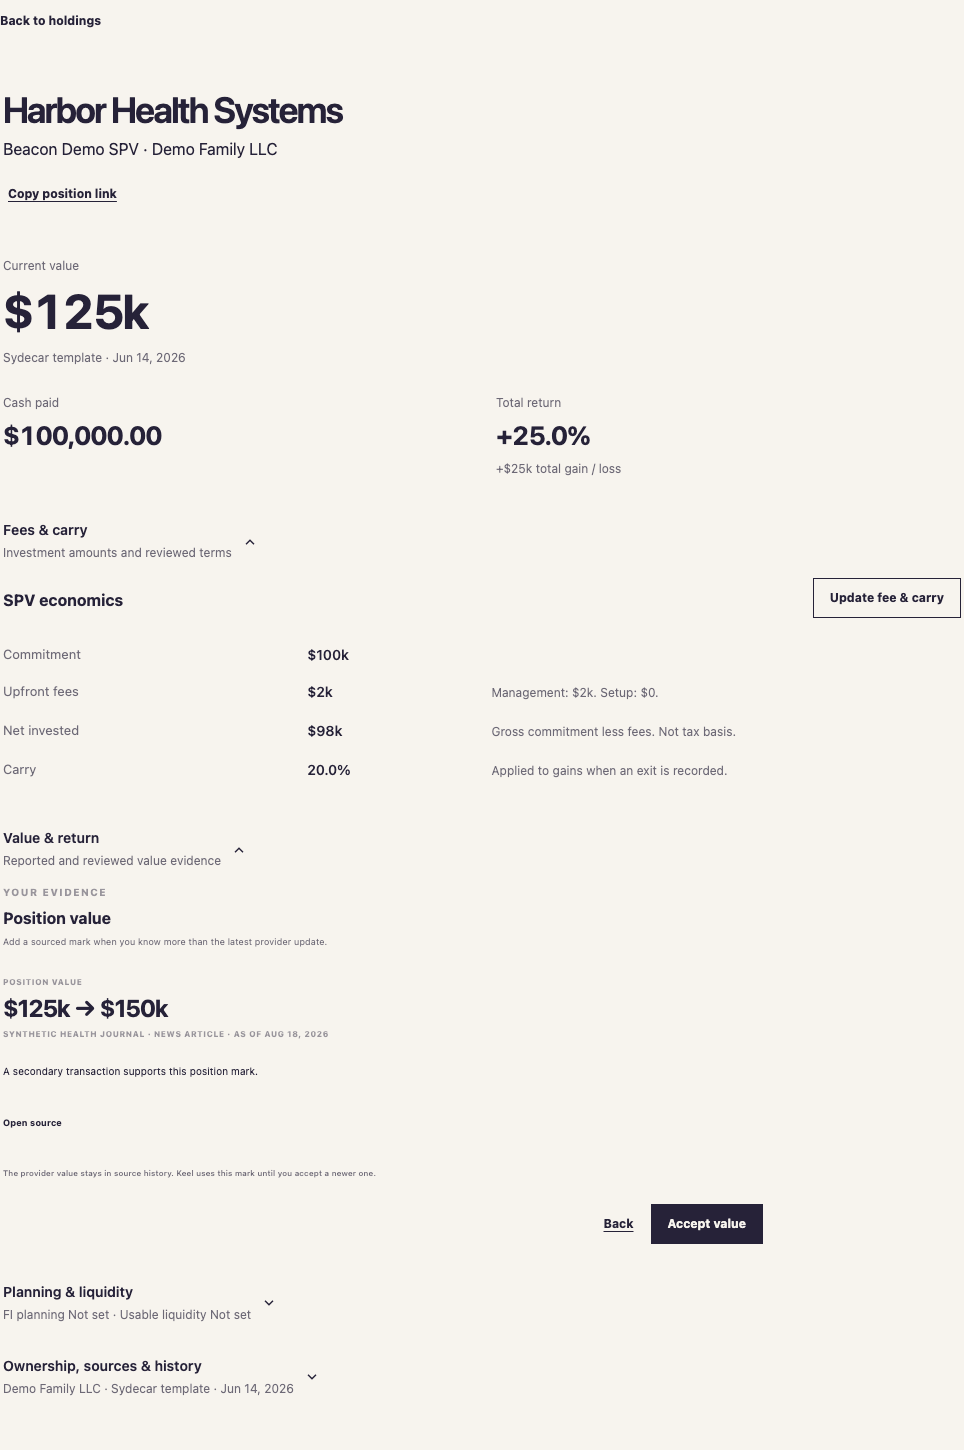 Back to holdings
Harbor Health Systems
Beacon Demo SPV · Demo Family LLC
Copy position link
Current value
$125k
Sydecar template · Jun 14, 2026
Cash paid
Total return
$100,000.00
+25.0%
+$25k total gain / loss
Fees & carry
Investment amounts and reviewed terms
SPV economics
Update fee & carry
Commitment $100k
Upfront fees $2k Management: $2k. Setup: $0.
Net invested $98k Gross commitment less fees. Not tax basis.
Carry 20.0% Applied to gains when an exit is recorded.
Value & return
Reported and reviewed value evidence
YOUR EVIDENCE
Position value
Add a sourced mark when you know more than the latest provider update.
POSITION VALUE
$125k → $150k
SYNTHETIC HEALTH JOURNAL · NEWS ARTICLE · AS OF AUG 18, 2026
A secondary transaction supports this position mark.
Open source
The provider value stays in source history. Keel uses this mark until you accept a newer one.
Back Accept value
Planning & liquidity
FI planning Not set · Usable liquidity Not set
Ownership, sources & history
Demo Family LLC · Sydecar template · Jun 14, 2026